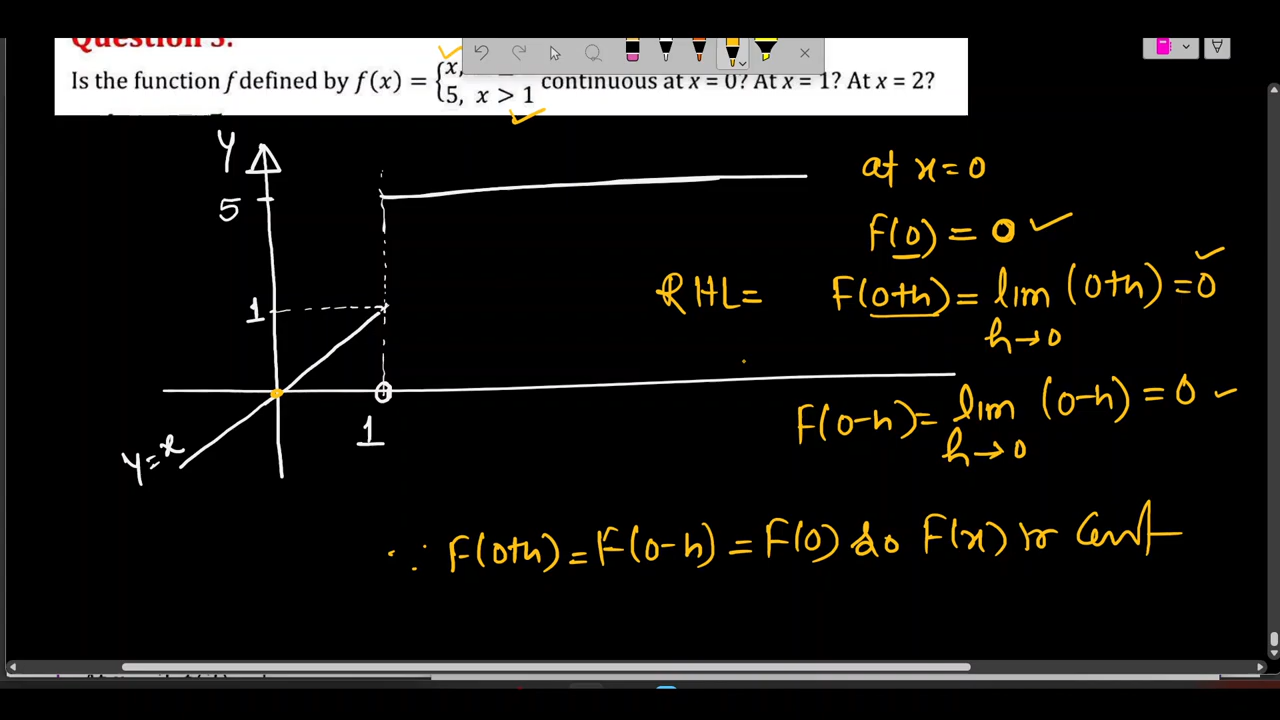 Question 5:
Is the function f defined by f(x) = {x,
5, x > 1 continuous at x = 0? At x = 1? At x = 2?
Y
5
1
1
y=x
at x=0
F(0) = 0
RHL= F(0+h)= lim (0+h)=0
h→0
F(0-h)= lim (0-h)=0
h→0
∵ F(0+h)=F(0-h)=F(0) so F(x) is Cont